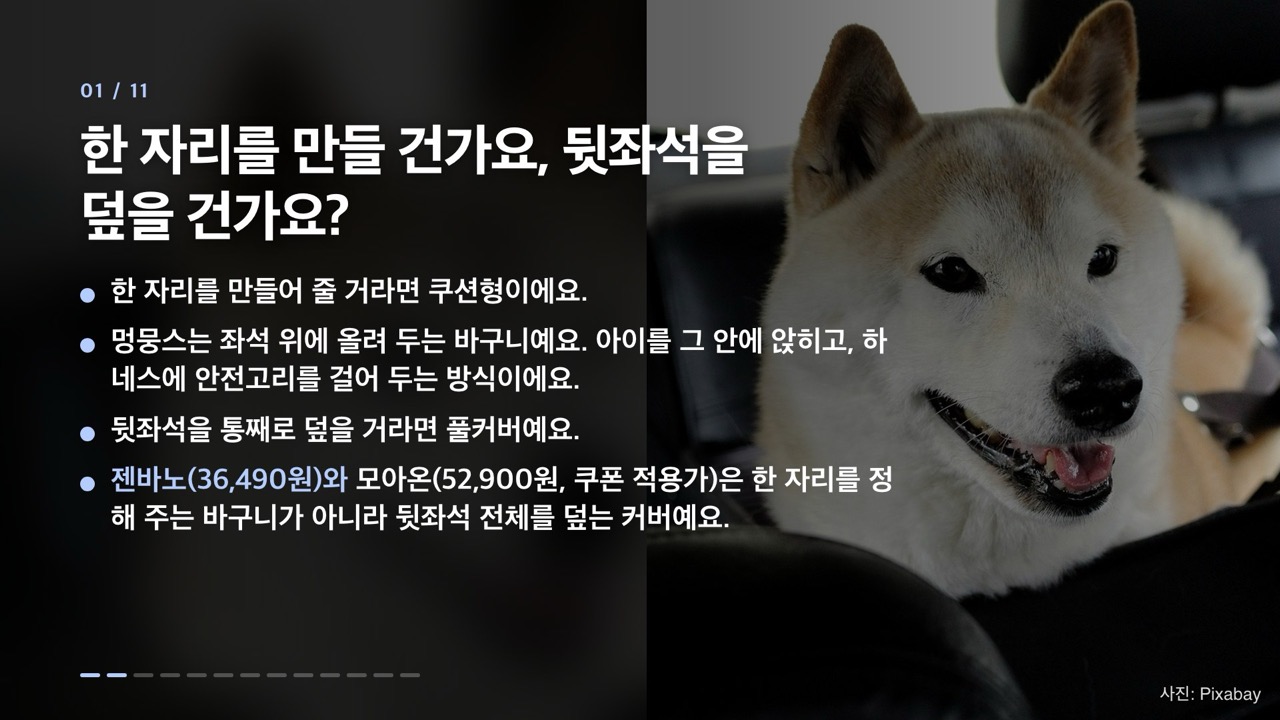 01 / 11
한 자리를 만들 건가요, 뒷좌석을
덮을 건가요?
한 자리를 만들어 줄 거라면 쿠션형이에요.
멍뭉스는 좌석 위에 올려 두는 바구니예요. 아이를 그 안에 앉히고, 하
네스에 안전고리를 걸어 두는 방식이에요.
뒷좌석을 통째로 덮을 거라면 풀커버예요.
젠바노(36,490원)와 모아온(52,900원, 쿠폰 적용가)은 한 자리를 정
해 주는 바구니가 아니라 뒷좌석 전체를 덮는 커버예요.
사진: Pixabay